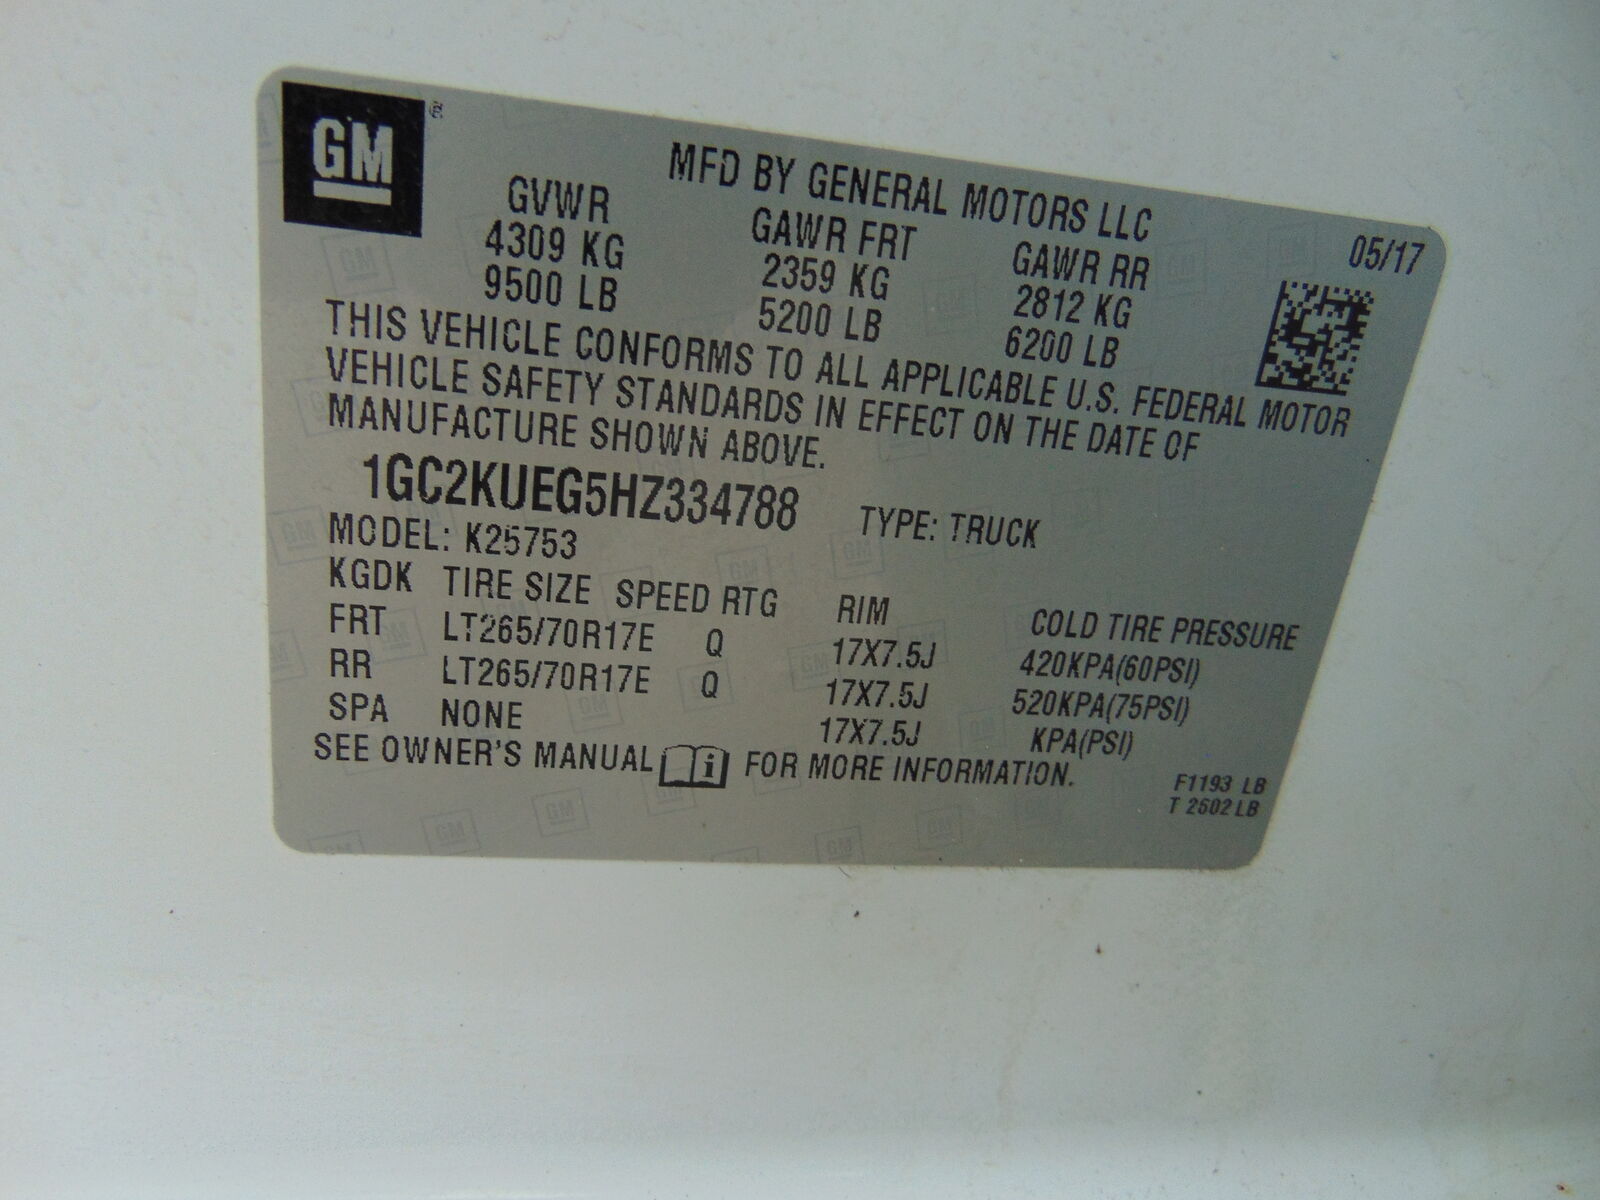 GM ®
MFD BY GENERAL MOTORS LLC
05/17
GVWR GAWR FRT GAWR RR
4309 KG 2359 KG 2812 KG
9500 LB 5200 LB 6200 LB
THIS VEHICLE CONFORMS TO ALL APPLICABLE U.S. FEDERAL MOTOR
VEHICLE SAFETY STANDARDS IN EFFECT ON THE DATE OF
MANUFACTURE SHOWN ABOVE.
1GC2KUEG5HZ334788 TYPE: TRUCK
MODEL: K25753
KGDK TIRE SIZE SPEED RTG RIM COLD TIRE PRESSURE
FRT LT265/70R17E Q 17X7.5J 420KPA(60PSI)
RR LT265/70R17E Q 17X7.5J 520KPA(75PSI)
SPA NONE 17X7.5J KPA(PSI)
SEE OWNER'S MANUAL i FOR MORE INFORMATION.
F1193 LB
T 2602 LB